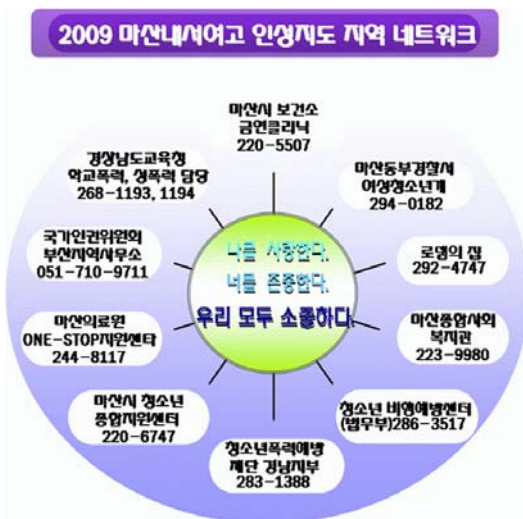 2009 마산내서여고 인성지도 지역 네트워크
마산시 보건소
금연클리닉
220-5507
마산동부경찰서
여성청소년계
294-0182
로뎀의 집
292-4747
마산종합사회
복지관
223-9980
청소년 비행예방센터
(법무부)286-3517
청소년폭력예방
재단 경남지부
283-1388
마산시 청소년
종합지원센터
220-6747
마산의료원
ONE-STOP지원센타
244-8117
국가인권위원회
부산지역사무소
051-710-9711
경상남도교육청
학교폭력, 성폭력 담당
268-1193, 1194
나를 사랑한다.
너를 존중한다.
우리 모두 소중하다.